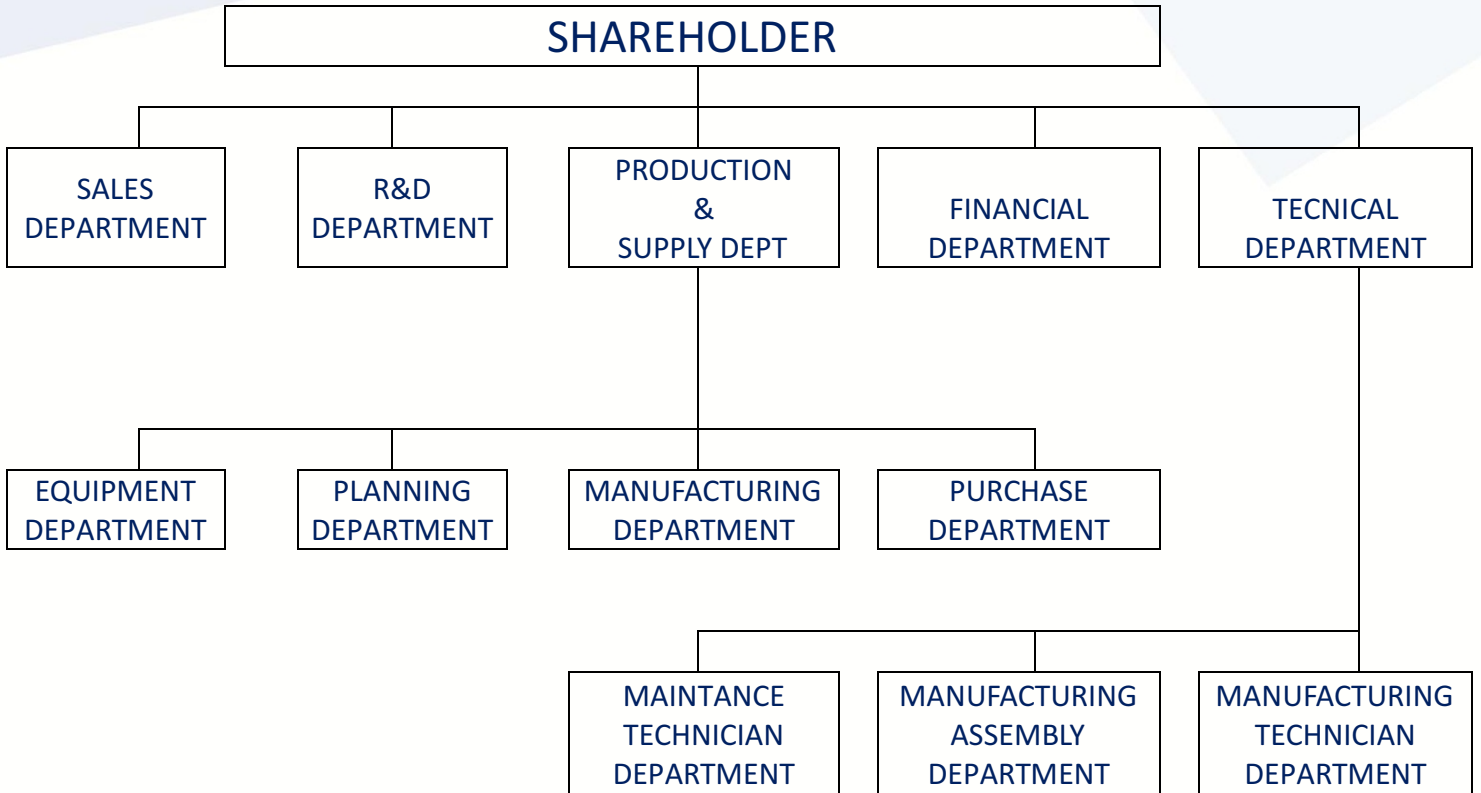 SHAREHOLDER
SALES
DEPARTMENT
R&D
DEPARTMENT
PRODUCTION
&
SUPPLY DEPT
FINANCIAL
DEPARTMENT
TECNICAL
DEPARTMENT
EQUIPMENT
DEPARTMENT
PLANNING
DEPARTMENT
MANUFACTURING
DEPARTMENT
PURCHASE
DEPARTMENT
MAINTANCE
TECHNICIAN
DEPARTMENT
MANUFACTURING
ASSEMBLY
DEPARTMENT
MANUFACTURING
TECHNICIAN
DEPARTMENT